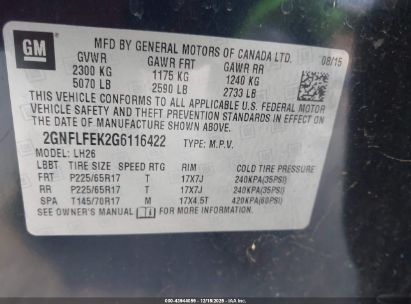 GM
MFD BY GENERAL MOTORS OF CANADA LTD.
08/15
GVWR GAWR FRT GAWR RR
2300 KG 1175 KG 1240 KG
5070 LB 2590 LB 2733 LB
THIS VEHICLE CONFORMS TO ALL APPLICABLE U.S. FEDERAL
MOTOR VEHICLE SAFETY, BUMPER, AND THEFT PREVENTION
STANDARDS IN EFFECT ON THE DATE OF MANUFACTURE SHOWN ABOVE.
2GNFLFEK2G6116422 TYPE: M.P.V.
MODEL: LH26
LBBT TIRE SIZE SPEED RTG RIM COLD TIRE PRESSURE
FRT P225/65R17 T 17X7J 240KPA(35PSI)
RR P225/65R17 T 17X7J 240KPA(35PSI)
SPA T145/70R17 M 17X4.5T 420KPA(60PSI)
SEE OWNER'S MANUAL FOR MORE INFORMATION.